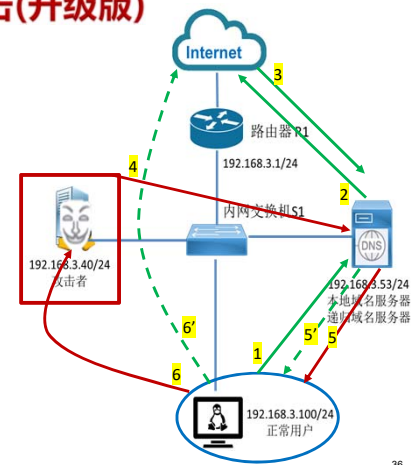 击(升级版)
Internet
3
路由器R1
4
192.168.3.1/24
2
内网交换机S1
DNS
192.168.3.40/24
攻击者
192.168.3.53/24
本地域名服务器
递归域名服务器
6’
5’
5
1
6
192.168.3.100/24
正常用户
36